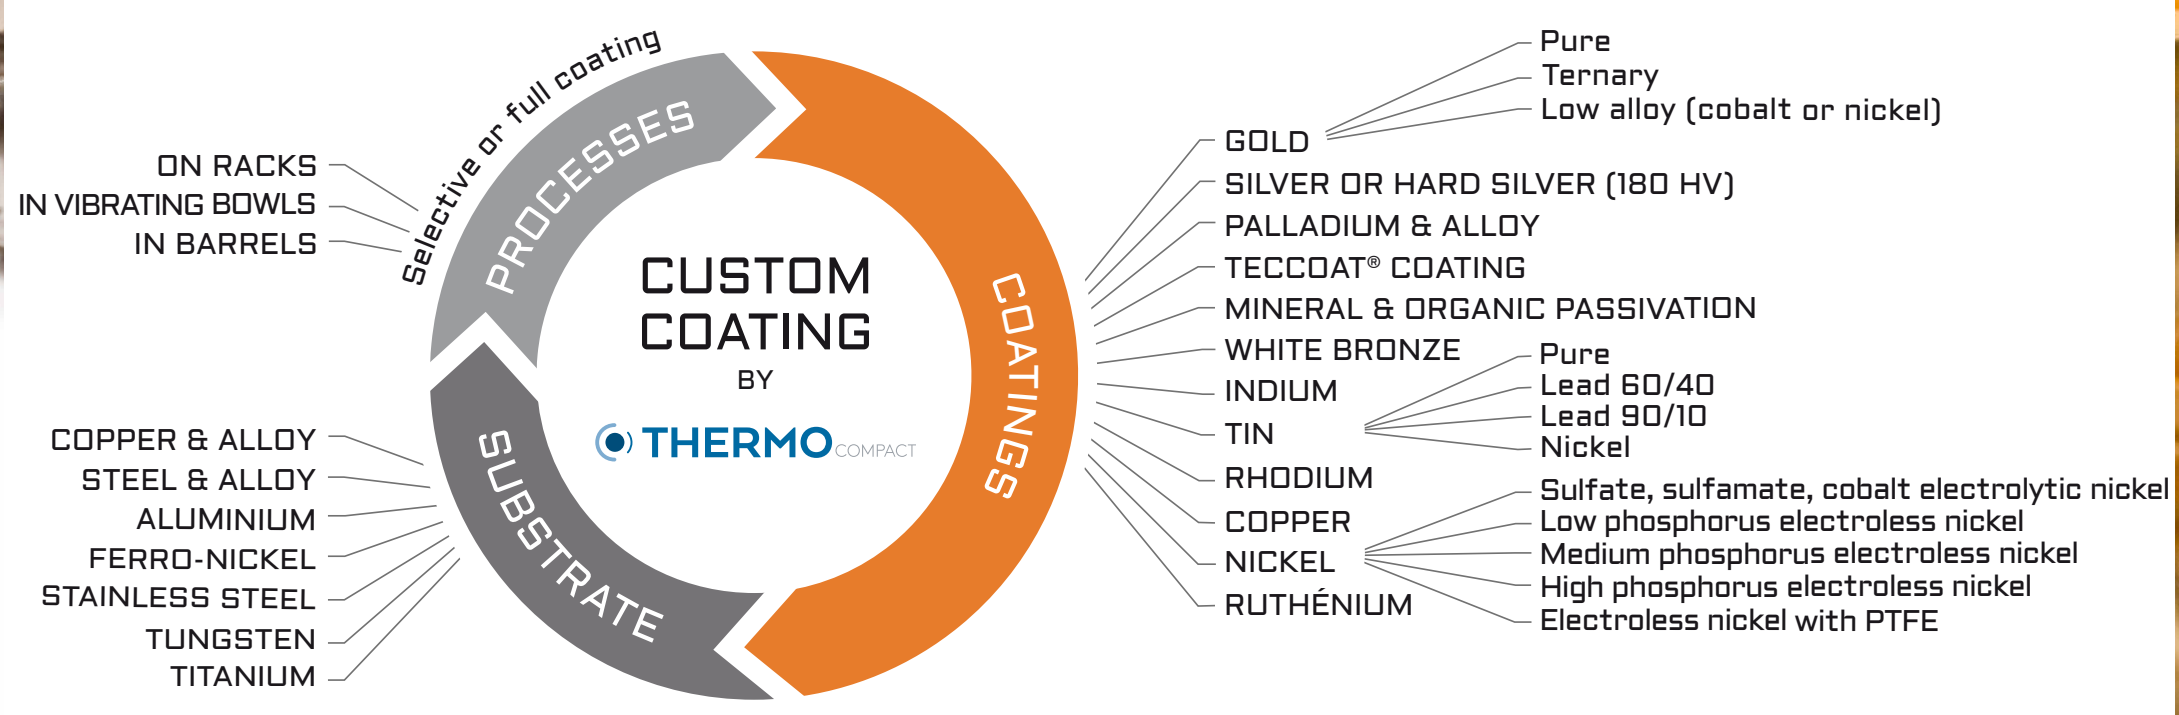 Selective or full coating
PROCESSES
ON RACKS
IN VIBRATING BOWLS
IN BARRELS
CUSTOM
COATING
BY
THERMO COMPACT
SUBSTRATE
COPPER & ALLOY
STEEL & ALLOY
ALUMINIUM
FERRO-NICKEL
STAINLESS STEEL
TUNGSTEN
TITANIUM
COATINGS
GOLD
Pure
Ternary
Low alloy (cobalt or nickel)
SILVER OR HARD SILVER (180 HV)
PALLADIUM & ALLOY
TECCOAT® COATING
MINERAL & ORGANIC PASSIVATION
WHITE BRONZE
INDIUM
TIN
Pure
Lead 60/40
Lead 90/10
Nickel
RHODIUM
COPPER
NICKEL
Sulfate, sulfamate, cobalt electrolytic nickel
Low phosphorus electroless nickel
Medium phosphorus electroless nickel
High phosphorus electroless nickel
Electroless nickel with PTFE
RUTHÉNIUM